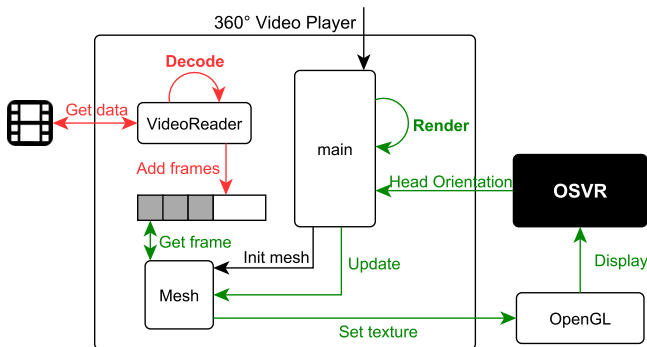 360° Video Player
Decode
Get data
VideoReader
Render
main
Add frames
Head Orientation
OSVR
Get frame
Init mesh
Update
Display
Mesh
Set texture
OpenGL